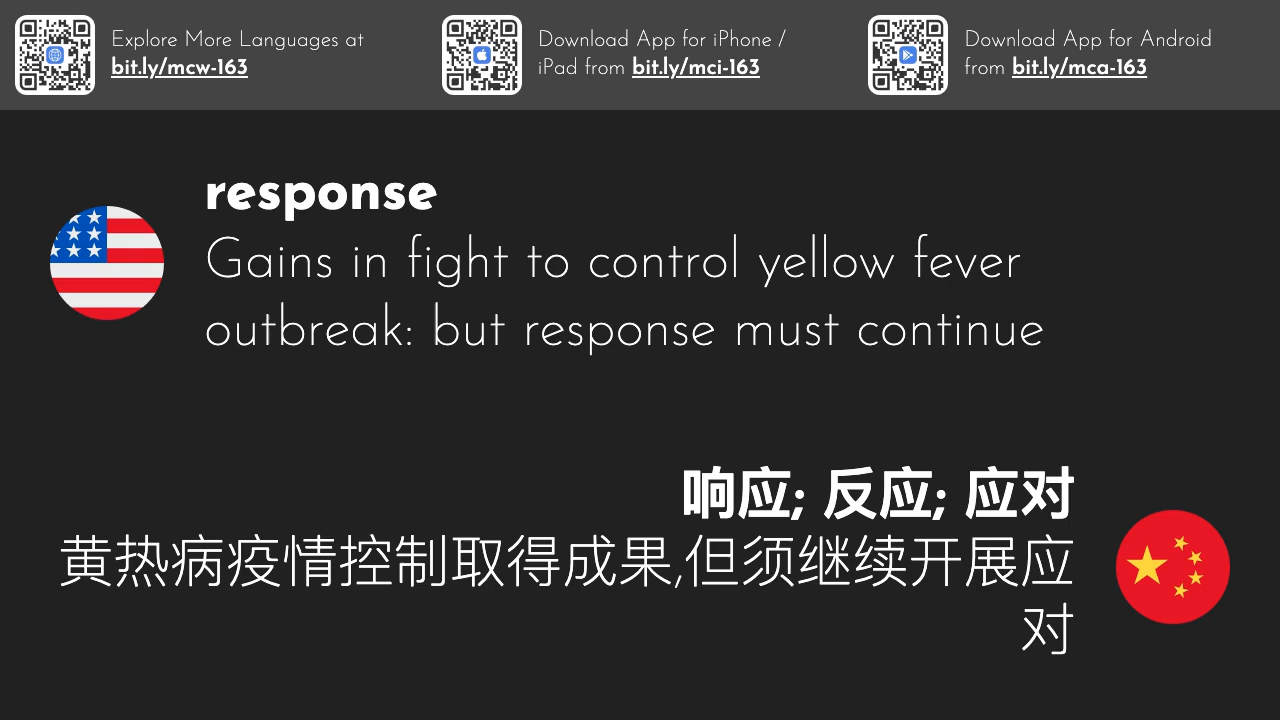 Explore More Languages at
bit.ly/mcw-163
Download App for iPhone /
iPad from bit.ly/mci-163
Download App for Android
from bit.ly/mca-163
response
Gains in fight to control yellow fever
outbreak: but response must continue
响应; 反应; 应对
黄热病疫情控制取得成果,但须继续开展应
对